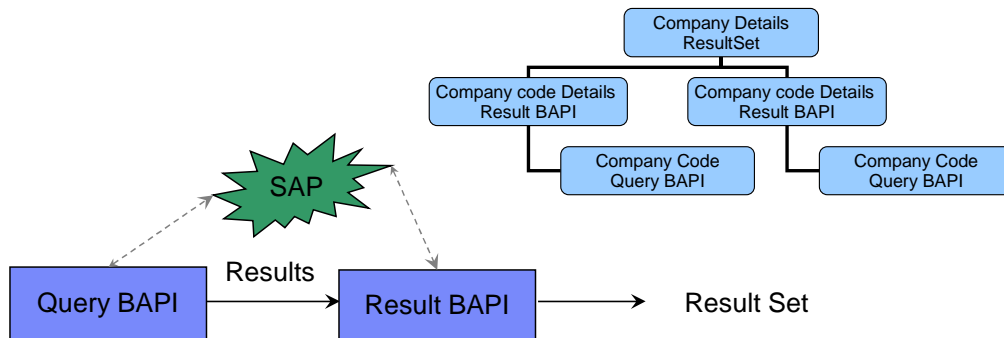 Company Details
ResultSet
Company code Details
Result BAPI
Company code Details
Result BAPI
Company Code
Query BAPI
Company Code
Query BAPI
SAP
Results
Query BAPI
Result BAPI
Result Set